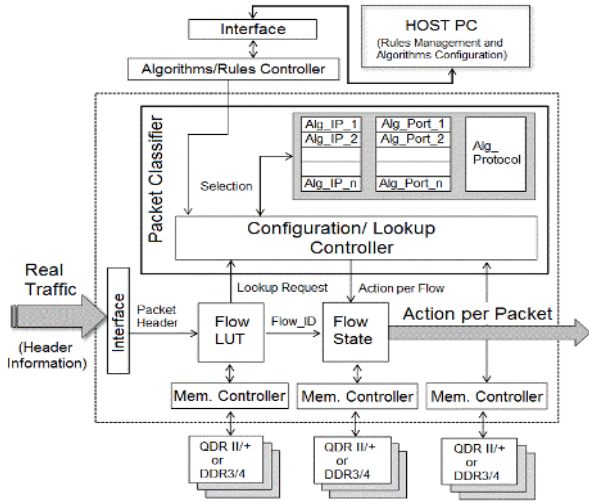 Interface
HOST PC
(Rules Management and
Algorithms Configuration)
Algorithms/Rules Controller
Packet Classifier
Alg_IP_1
Alg_IP_2
Alg_IP_n
Alg_Port_1
Alg_Port_2
Alg_Port_n
Alg_
Protocol
Selection
Configuration/ Lookup
Controller
Real
Traffic
(Header
Information)
Interface
Packet
Header
Lookup Request
Action per Flow
Flow
LUT
Flow_ID
Flow
State
Action per Packet
Mem. Controller
Mem. Controller
Mem. Controller
QDR II/+
or
DDR3/4
QDR II/+
or
DDR3/4
QDR II/+
or
DDR3/4